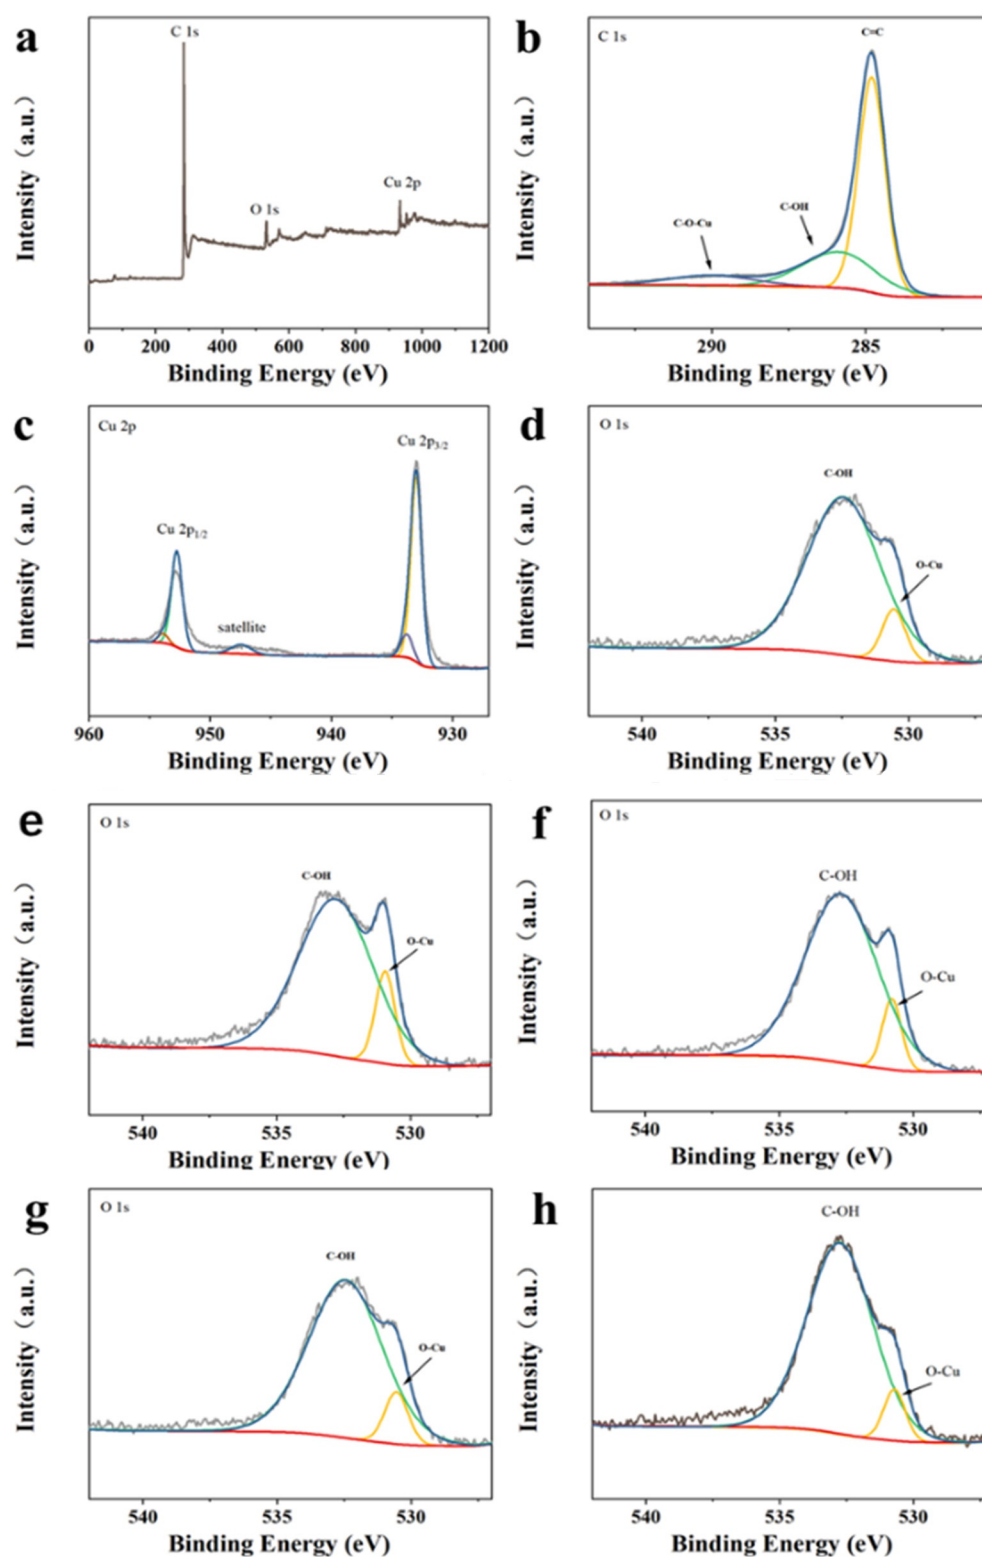 a
C 1s
O 1s
Cu 2p
Intensity（a.u.）
0 200 400 600 800 1000 1200
Binding Energy (eV)
b
C 1s
C=C
C-OH
C-O-Cu
Intensity（a.u.）
290 285
Binding Energy (eV)
c
Cu 2p
Cu 2p3/2
Cu 2p1/2
satellite
Intensity（a.u.）
960 950 940 930
Binding Energy (eV)
d
O 1s
C-OH
O-Cu
Intensity（a.u.）
540 535 530
Binding Energy (eV)
e
O 1s
C-OH
O-Cu
Intensity（a.u.）
540 535 530
Binding Energy (eV)
f
O 1s
C-OH
O-Cu
Intensity（a.u.）
540 535 530
Binding Energy (eV)
g
O 1s
C-OH
O-Cu
Intensity（a.u.）
540 535 530
Binding Energy (eV)
h
C-OH
O-Cu
Intensity（a.u.）
540 535 530
Binding Energy (eV)